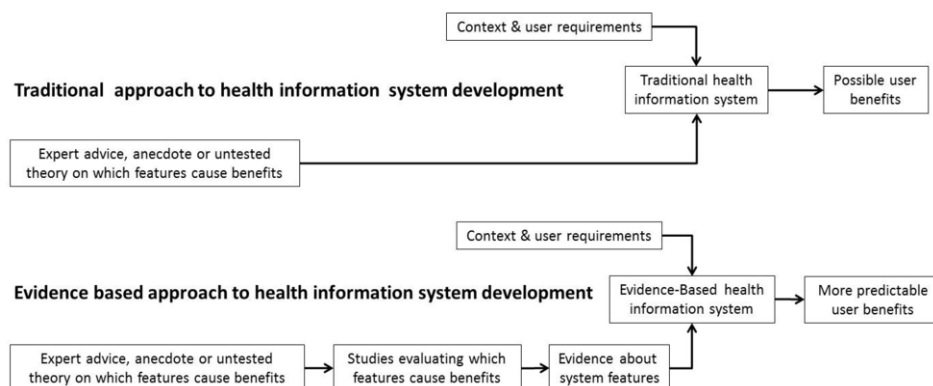 Context & user requirements
Traditional approach to health information system development
Traditional health
information system
Possible user
benefits
Expert advice, anecdote or untested
theory on which features cause benefits
Context & user requirements
Evidence based approach to health information system development
Evidence-Based health
information system
More predictable
user benefits
Expert advice, anecdote or untested
theory on which features cause benefits
Studies evaluating which
features cause benefits
Evidence about
system features